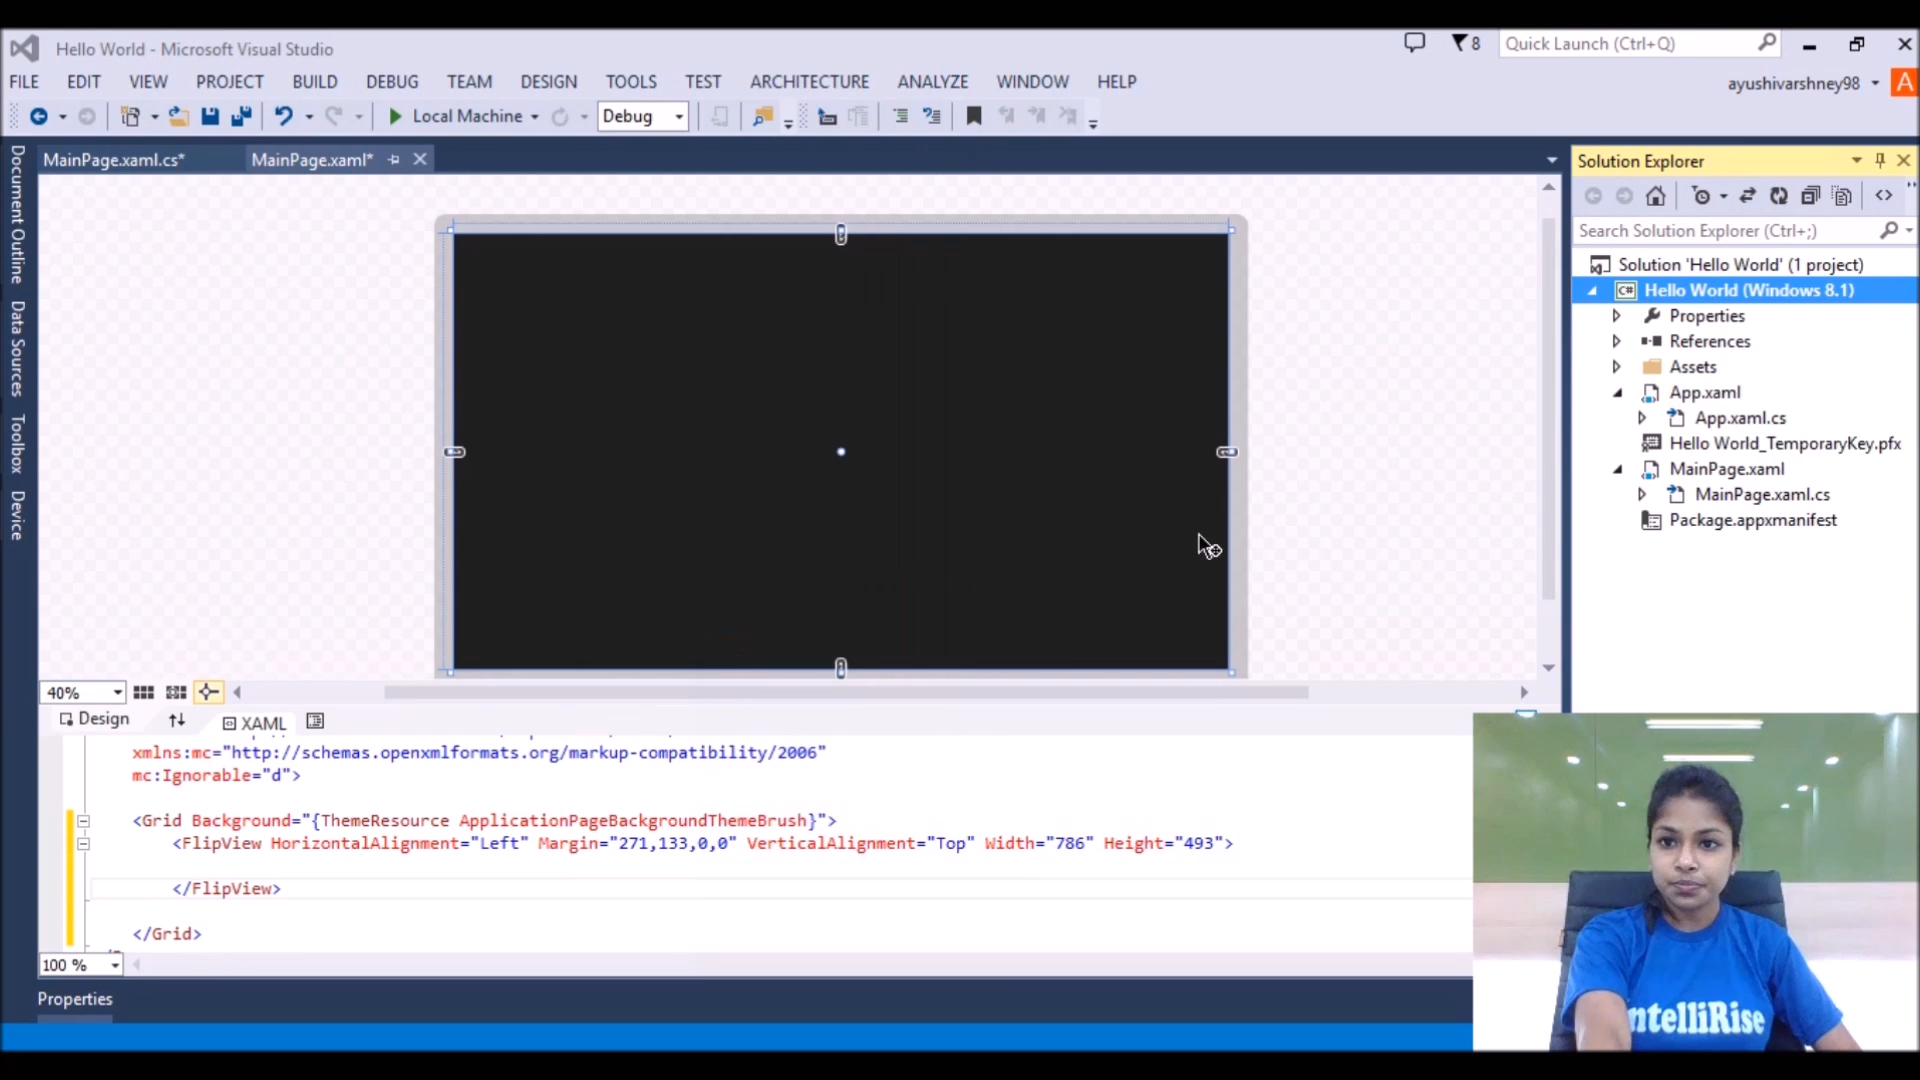 Hello World - Microsoft Visual Studio
8
Quick Launch (Ctrl+Q)
FILE EDIT VIEW PROJECT BUILD DEBUG TEAM DESIGN TOOLS TEST ARCHITECTURE ANALYZE WINDOW HELP
ayushivarshney98
A
Local Machine
Debug
MainPage.xaml.cs*
MainPage.xaml*
Document Outline
Data Sources
Toolbox
Device
Solution Explorer
Search Solution Explorer (Ctrl+;)
Solution 'Hello World' (1 project)
C# Hello World (Windows 8.1)
Properties
References
Assets
App.xaml
App.xaml.cs
Hello World_TemporaryKey.pfx
MainPage.xaml
MainPage.xaml.cs
Package.appxmanifest
40%
Design
XAML
xmlns:mc="http://schemas.openxmlformats.org/markup-compatibility/2006"
mc:Ignorable="d">
<Grid Background="{ThemeResource ApplicationPageBackgroundThemeBrush}">
<FlipView HorizontalAlignment="Left" Margin="271,133,0,0" VerticalAlignment="Top" Width="786" Height="493">
</FlipView>
</Grid>
100 %
Properties
ntelliRise